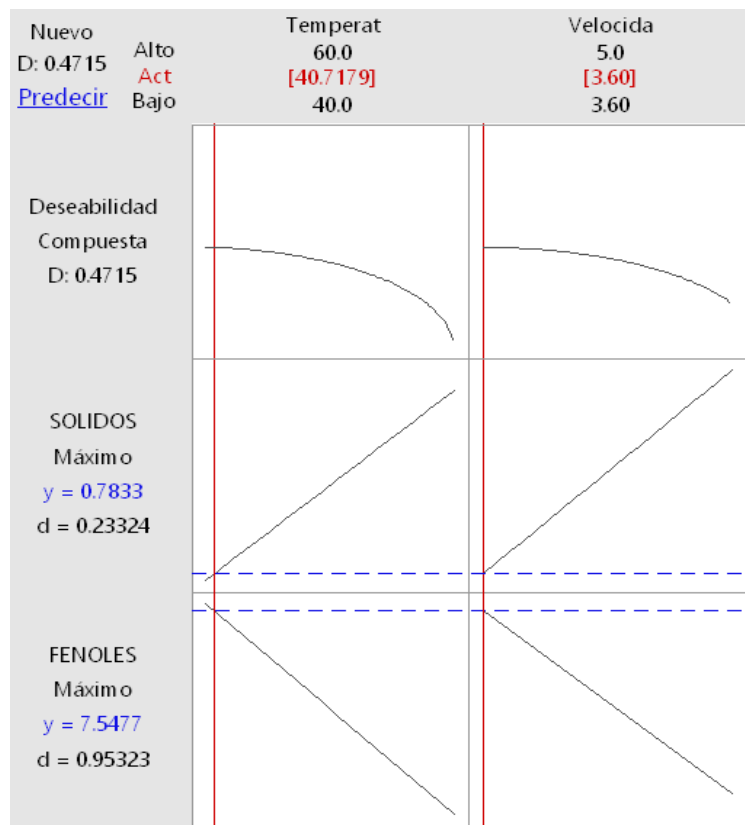 Nuevo
D: 0.4715
Predecir
Alto
Act
Bajo
Temperat
60.0
[40.7179]
40.0
Velocida
5.0
[3.60]
3.60
Deseabilidad
Compuesta
D: 0.4715
SOLIDOS
Máximo
y = 0.7833
d = 0.23324
FENOLES
Máximo
y = 7.5477
d = 0.95323